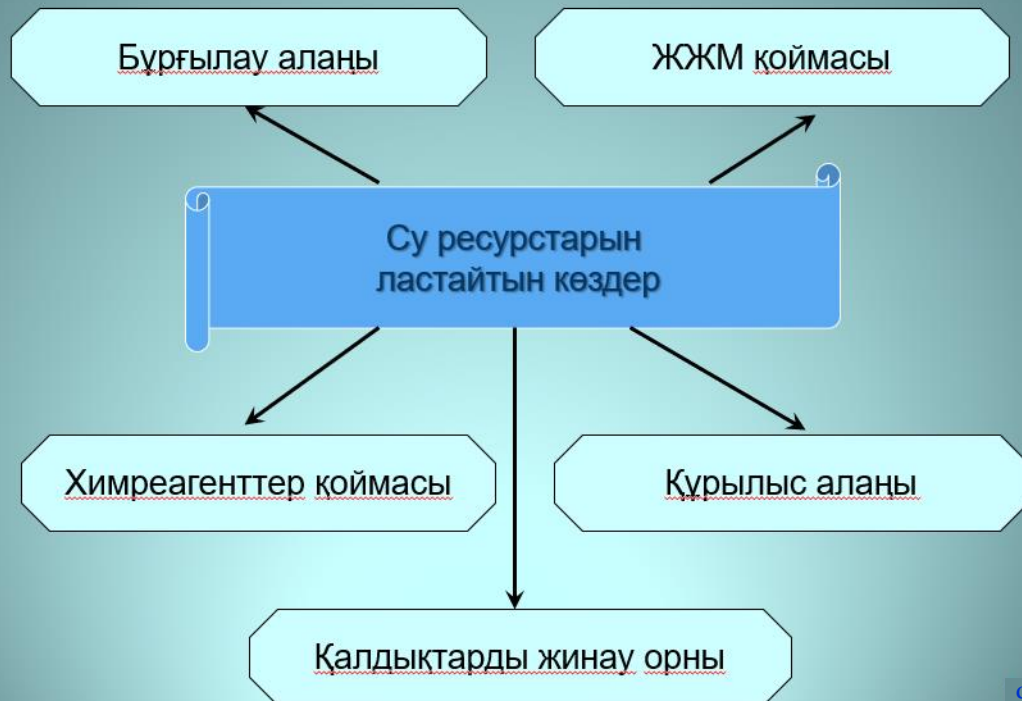 Бұрғылау алаңы
ЖЖМ қоймасы
Су ресурстарын
ластайтын көздер
Химреагенттер қоймасы
Құрылыс алаңы
Қалдықтарды жинау орны